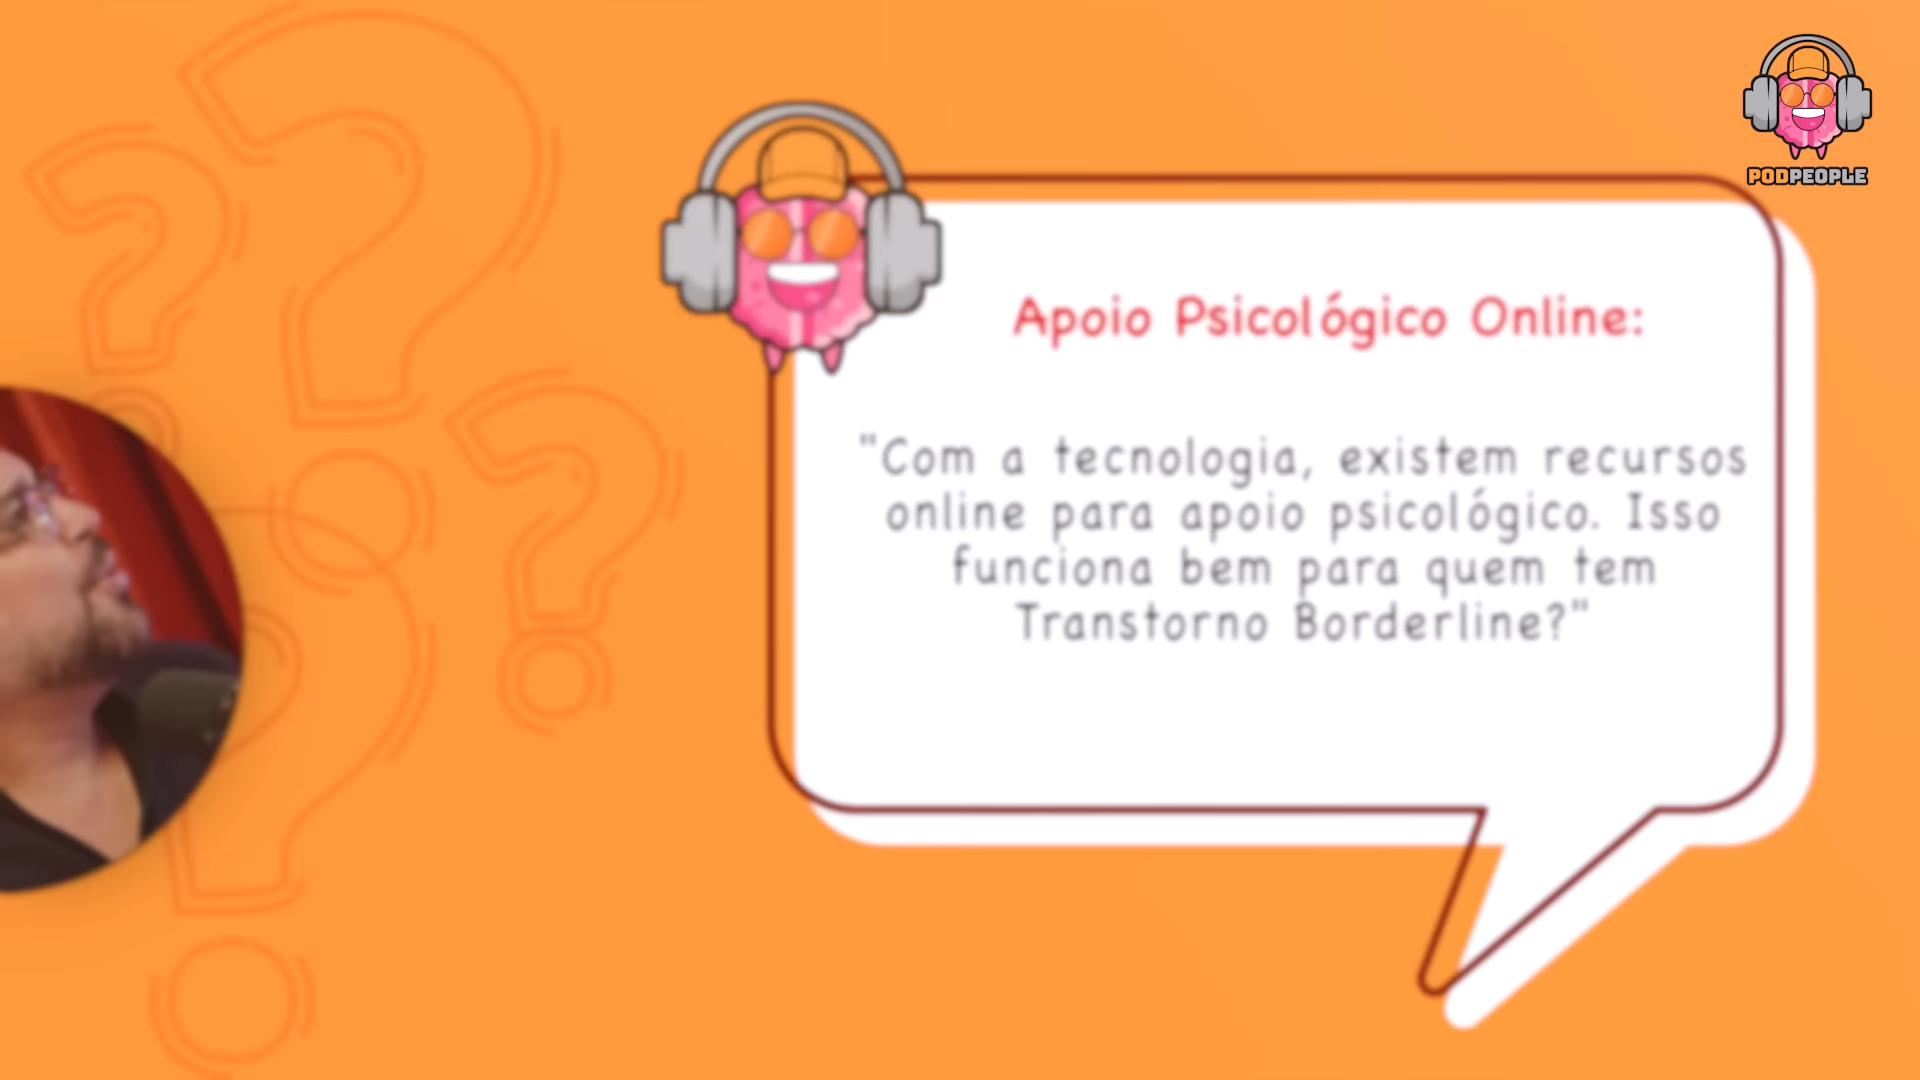 PODPEOPLE
Apoio Psicológico Online:
"Com a tecnologia, existem recursos
online para apoio psicológico. Isso
funciona bem para quem tem
Transtorno Borderline?"